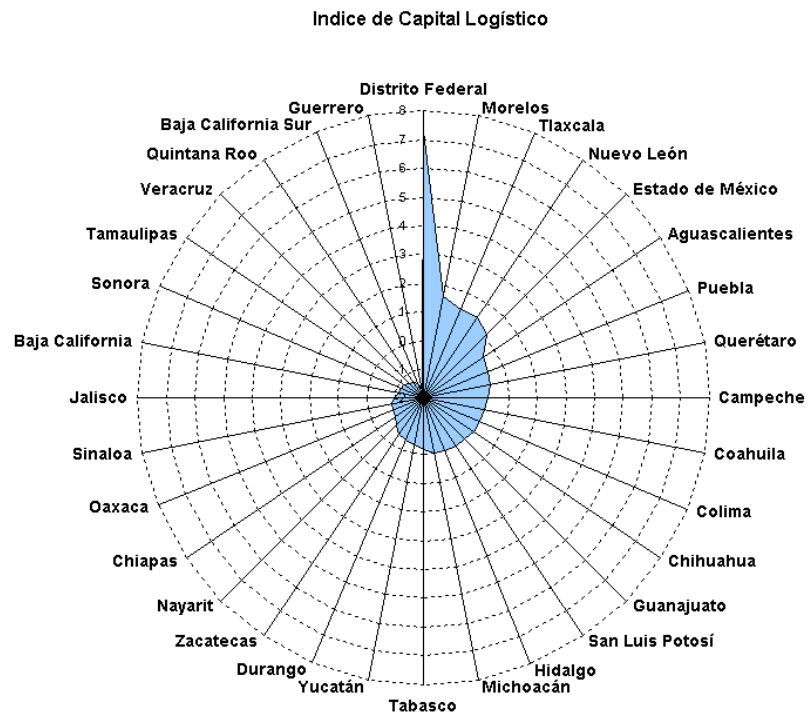 Indice de Capital Logístico
Distrito Federal
Morelos
Tlaxcala
Nuevo León
Estado de México
Aguascalientes
Puebla
Querétaro
Campeche
Coahuila
Colima
Chihuahua
Guanajuato
San Luis Potosí
Hidalgo
Michoacán
Tabasco
Yucatán
Durango
Zacatecas
Nayarit
Chiapas
Oaxaca
Sinaloa
Jalisco
Baja California
Sonora
Tamaulipas
Veracruz
Quintana Roo
Baja California Sur
Guerrero
8
7
6
5
4
3
2
1
0